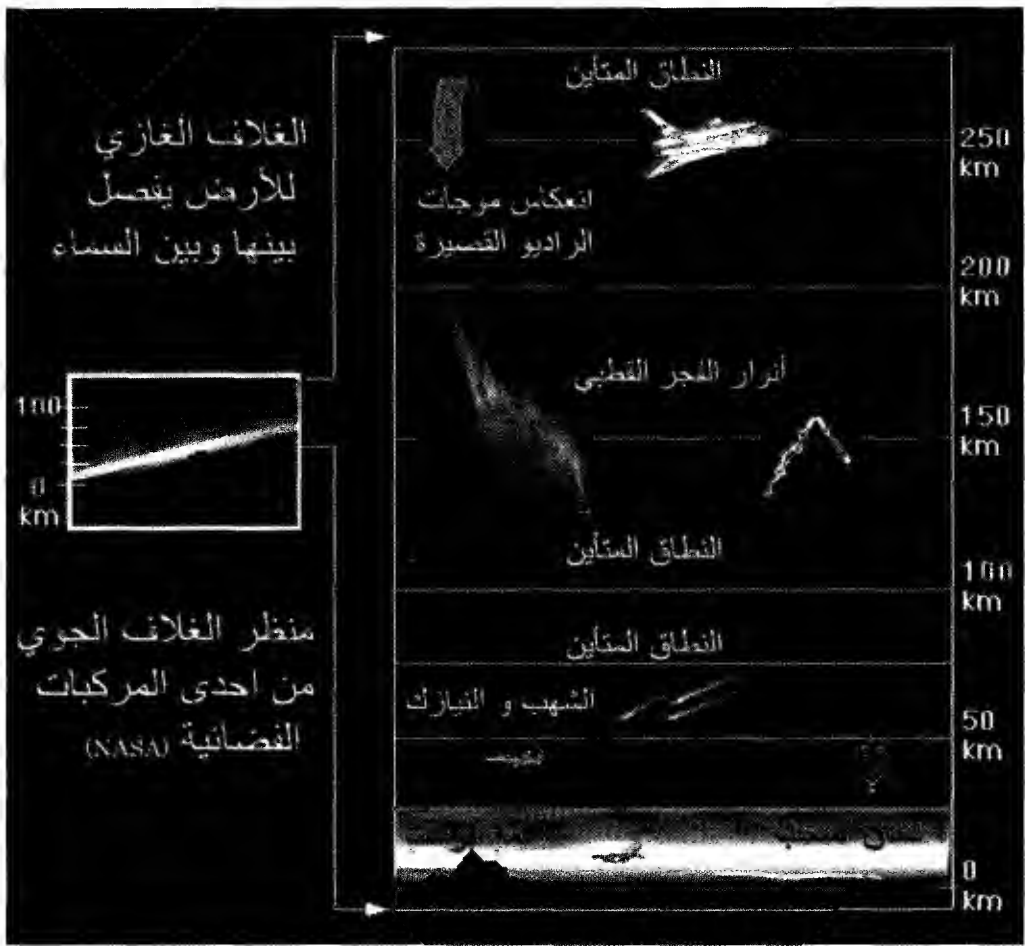 النطاق المتأين
250
km
انعكاس موجات
الراديو القصيرة
200
km
أنوار الفجر القطبي
150
km
النطاق المتأين
100
km
النطاق المتأين
الشهب و النيازك
50
km
0
km
الغلاف الغازي
للأرض يفصل
بينها وبين السماء
100
0
km
منظر الغلاف الجوي
من احدى المركبات
الفضائية (NASA)